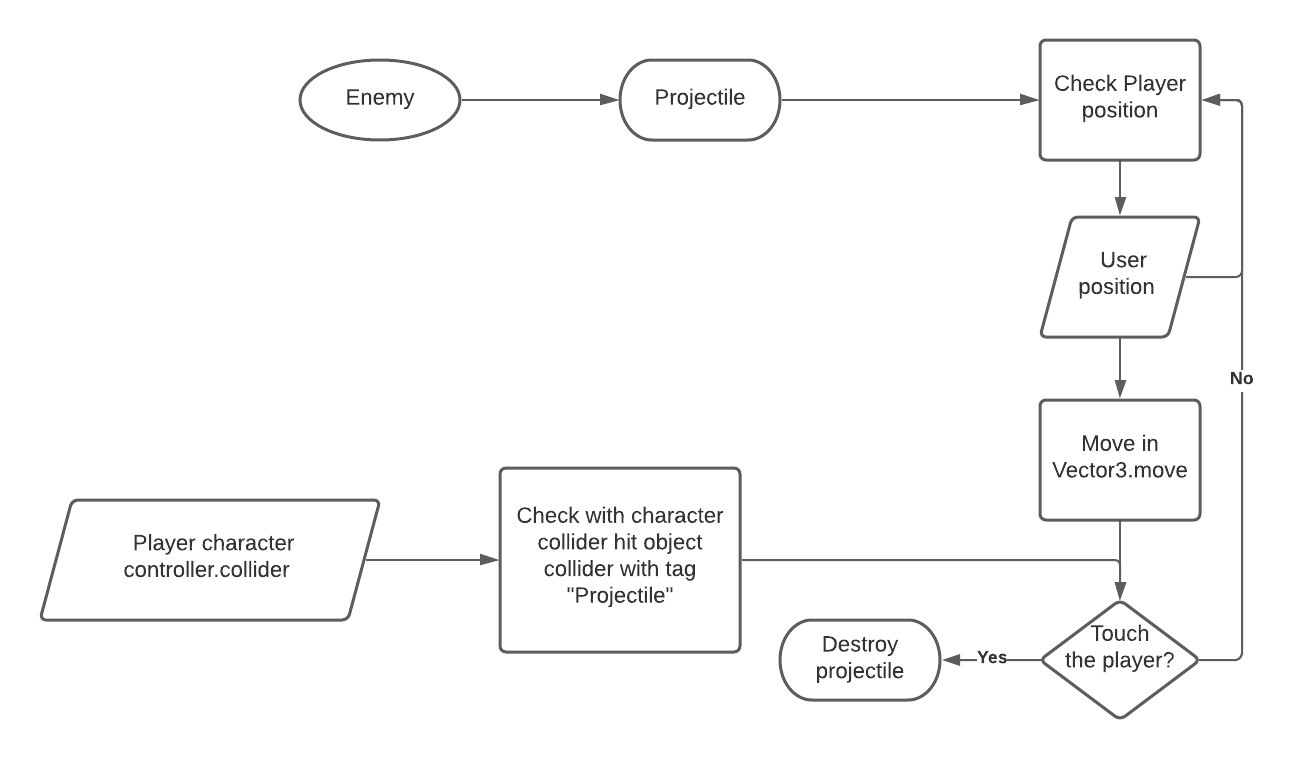 Enemy
Projectile
Check Player
position
User
position
No
Move in
Vector3.move
Player character
controller.collider
Check with character
collider hit object
collider with tag
"Projectile"
Touch
the player?
Yes
Destroy
projectile